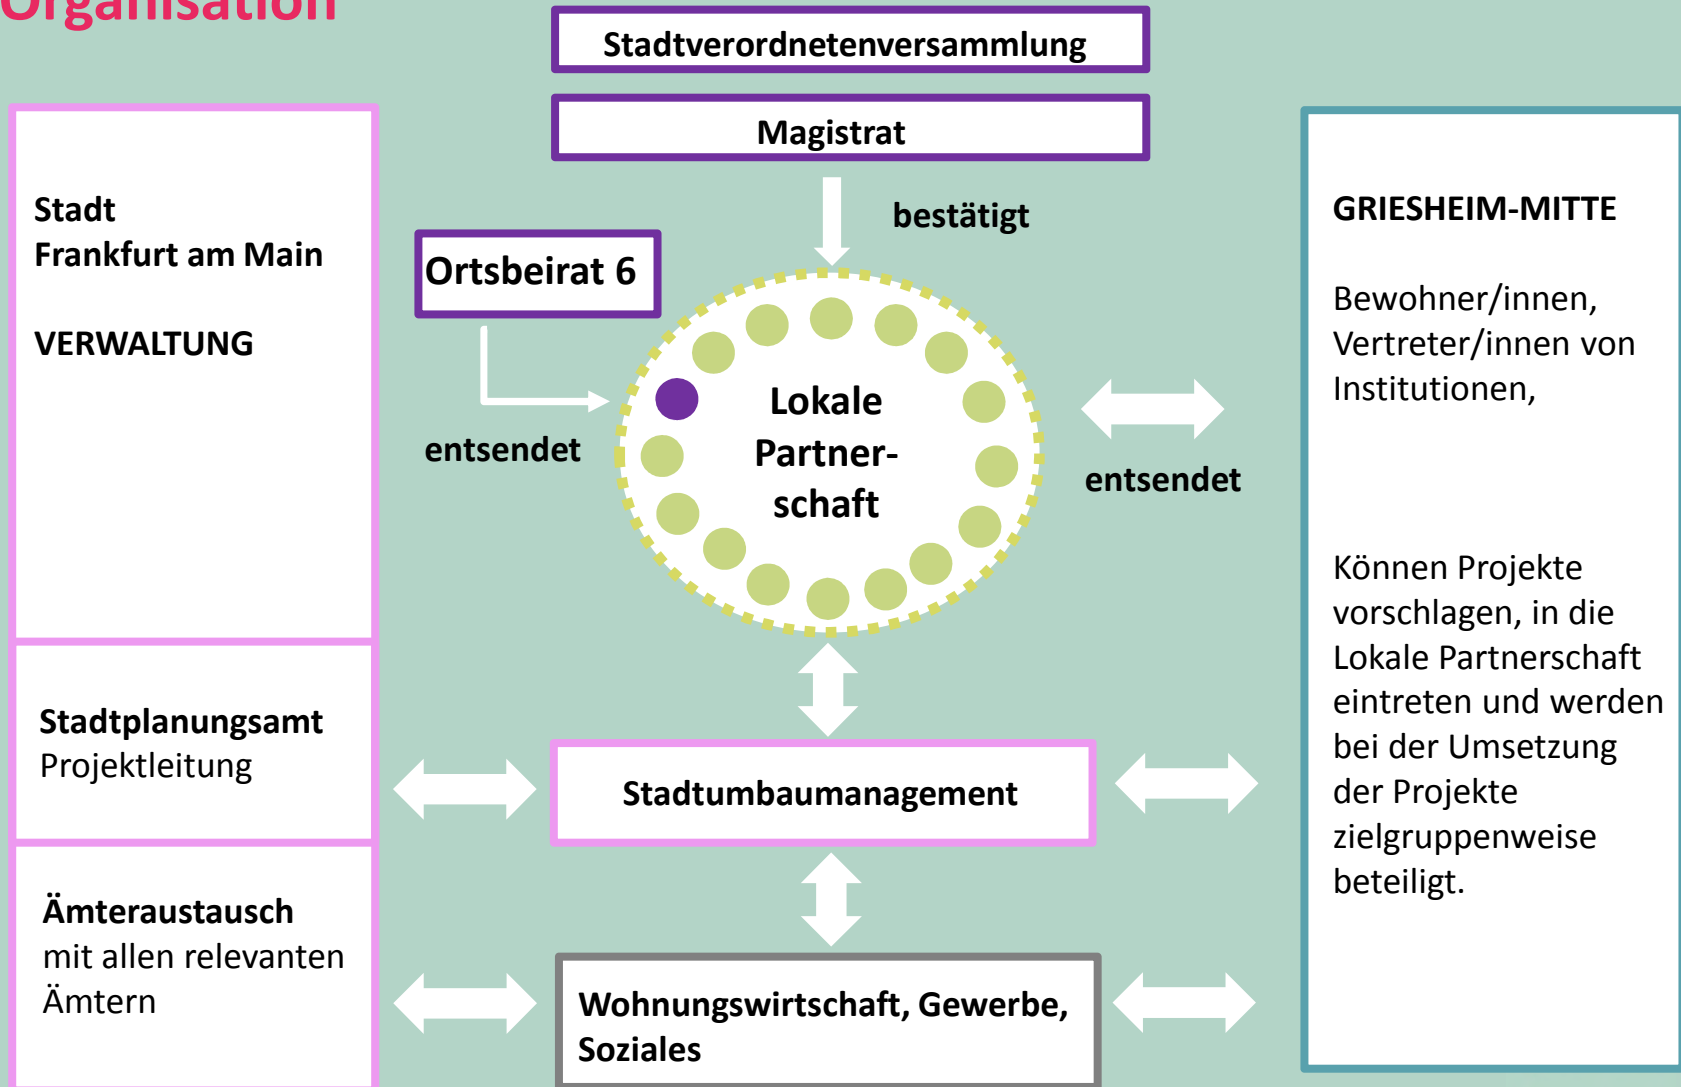 Organisation
Stadtverordnetenversammlung
Magistrat
bestätigt
Ortsbeirat 6
entsendet
Lokale
Partner-
schaft
entsendet
Stadt
Frankfurt am Main
VERWALTUNG
Stadtplanungsamt
Projektleitung
Ämteraustausch
mit allen relevanten
Ämtern
Stadtumbaumanagement
Wohnungswirtschaft, Gewerbe,
Soziales
GRIESHEIM-MITTE
Bewohner/innen,
Vertreter/innen von
Institutionen,
Können Projekte
vorschlagen, in die
Lokale Partnerschaft
eintreten und werden
bei der Umsetzung
der Projekte
zielgruppenweise
beteiligt.